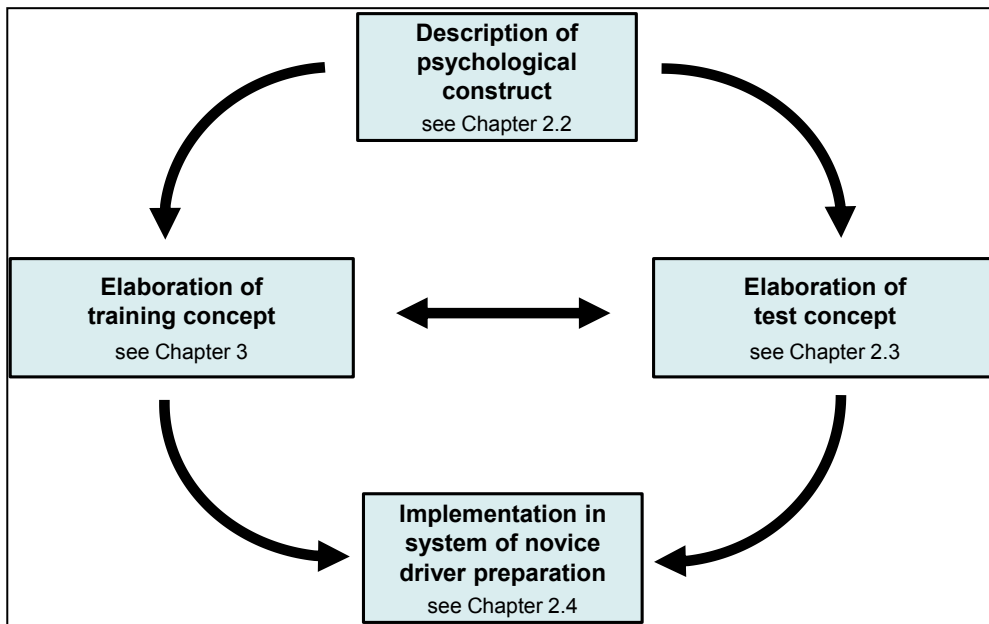 Description of
psychological
construct
see Chapter 2.2
Elaboration of
training concept
see Chapter 3
Elaboration of
test concept
see Chapter 2.3
Implementation in
system of novice
driver preparation
see Chapter 2.4